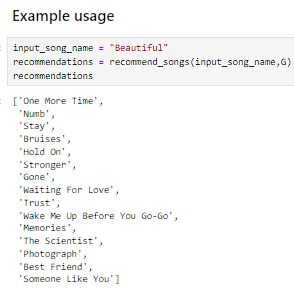 Example usage
input_song_name = "Beautiful"
recommendations = recommend_songs(input_song_name,G)
recommendations
['One More Time',
'Numb',
'Stay',
'Bruises',
'Hold On',
'Stronger',
'Gone',
'Waiting For Love',
'Trust',
'Wake Me Up Before You Go-Go',
'Memories',
'The Scientist',
'Photograph',
'Best Friend',
'Someone Like You']